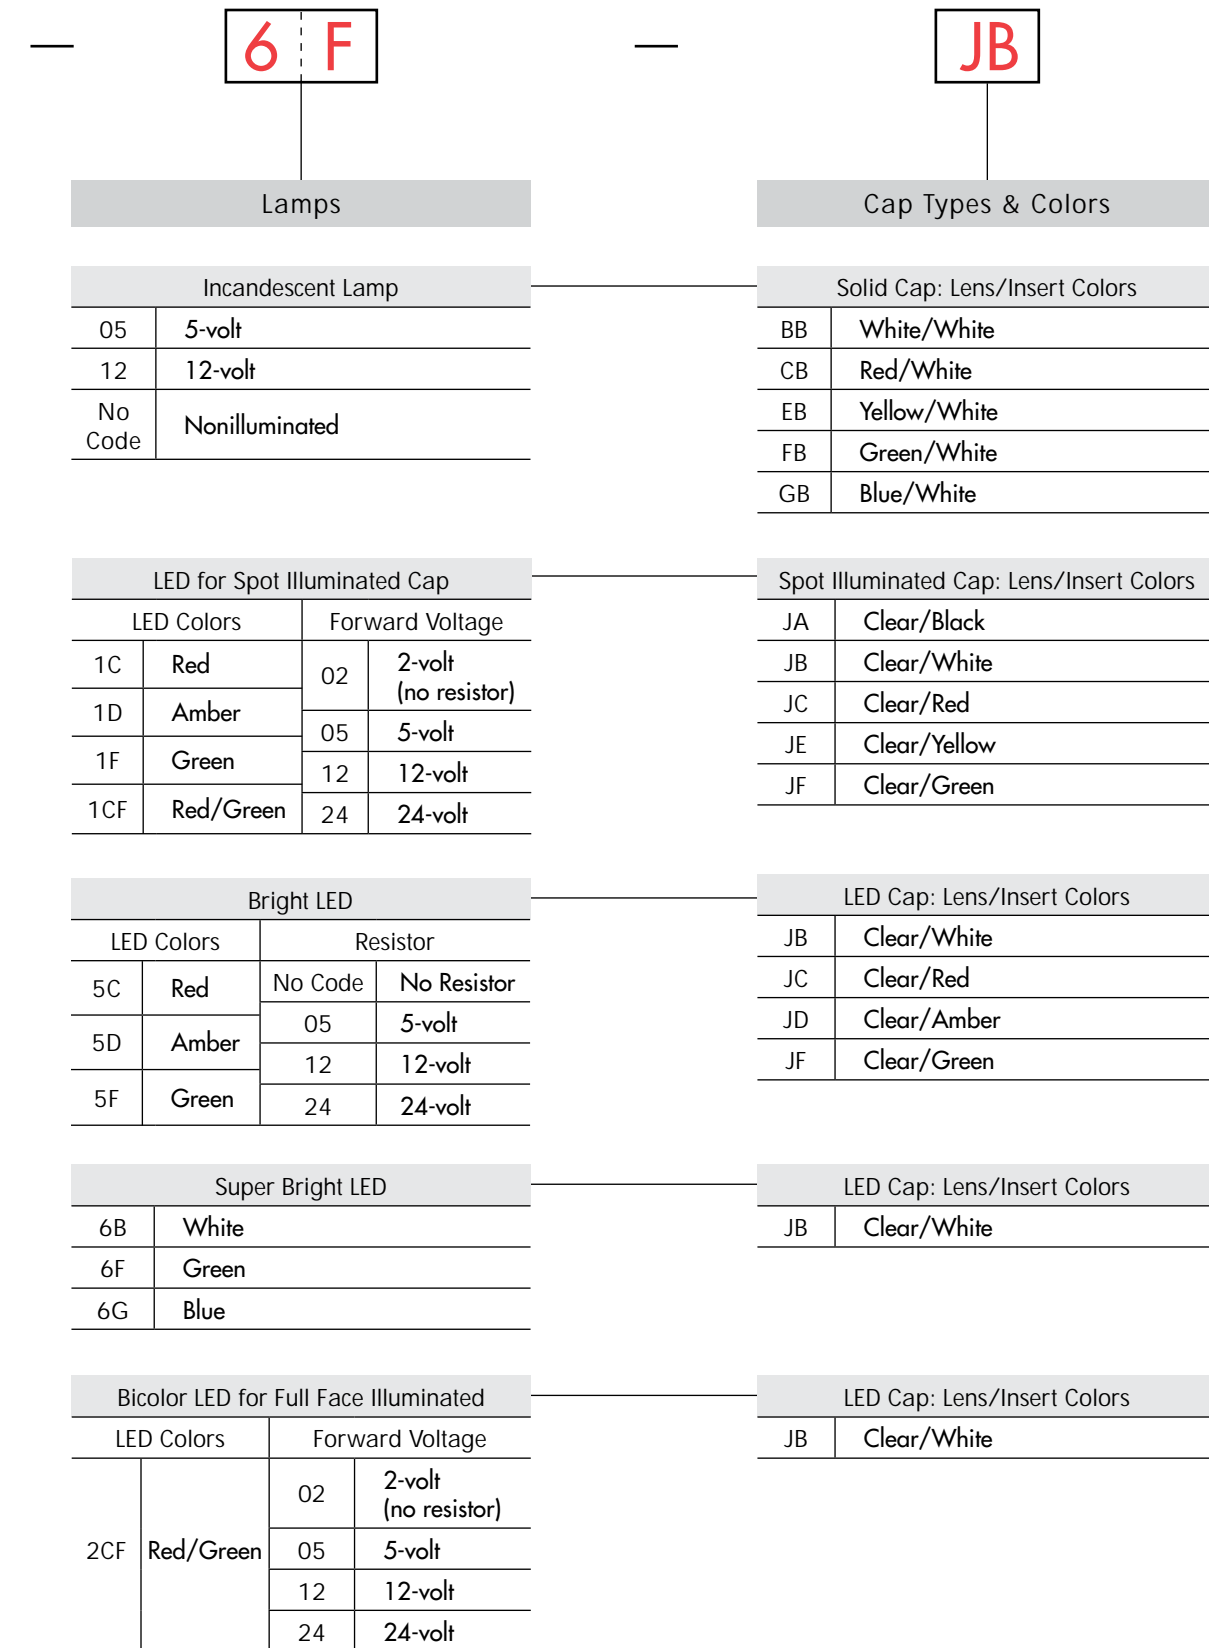 — 6 F — JB
Lamps
Cap Types & Colors
Incandescent Lamp
05 5-volt
12 12-volt
No Code Nonilluminated
Solid Cap: Lens/Insert Colors
BB White/White
CB Red/White
EB Yellow/White
FB Green/White
GB Blue/White
LED for Spot Illuminated Cap
LED Colors Forward Voltage
1C Red
1D Amber
1F Green
1CF Red/Green
02 2-volt
(no resistor)
05 5-volt
12 12-volt
24 24-volt
Spot Illuminated Cap: Lens/Insert Colors
JA Clear/Black
JB Clear/White
JC Clear/Red
JE Clear/Yellow
JF Clear/Green
Bright LED
LED Colors Resistor
5C Red
5D Amber
5F Green
No Code No Resistor
05 5-volt
12 12-volt
24 24-volt
LED Cap: Lens/Insert Colors
JB Clear/White
JC Clear/Red
JD Clear/Amber
JF Clear/Green
Super Bright LED
6B White
6F Green
6G Blue
LED Cap: Lens/Insert Colors
JB Clear/White
Bicolor LED for Full Face Illuminated
LED Colors Forward Voltage
2CF Red/Green
02 2-volt
(no resistor)
05 5-volt
12 12-volt
24 24-volt
LED Cap: Lens/Insert Colors
JB Clear/White